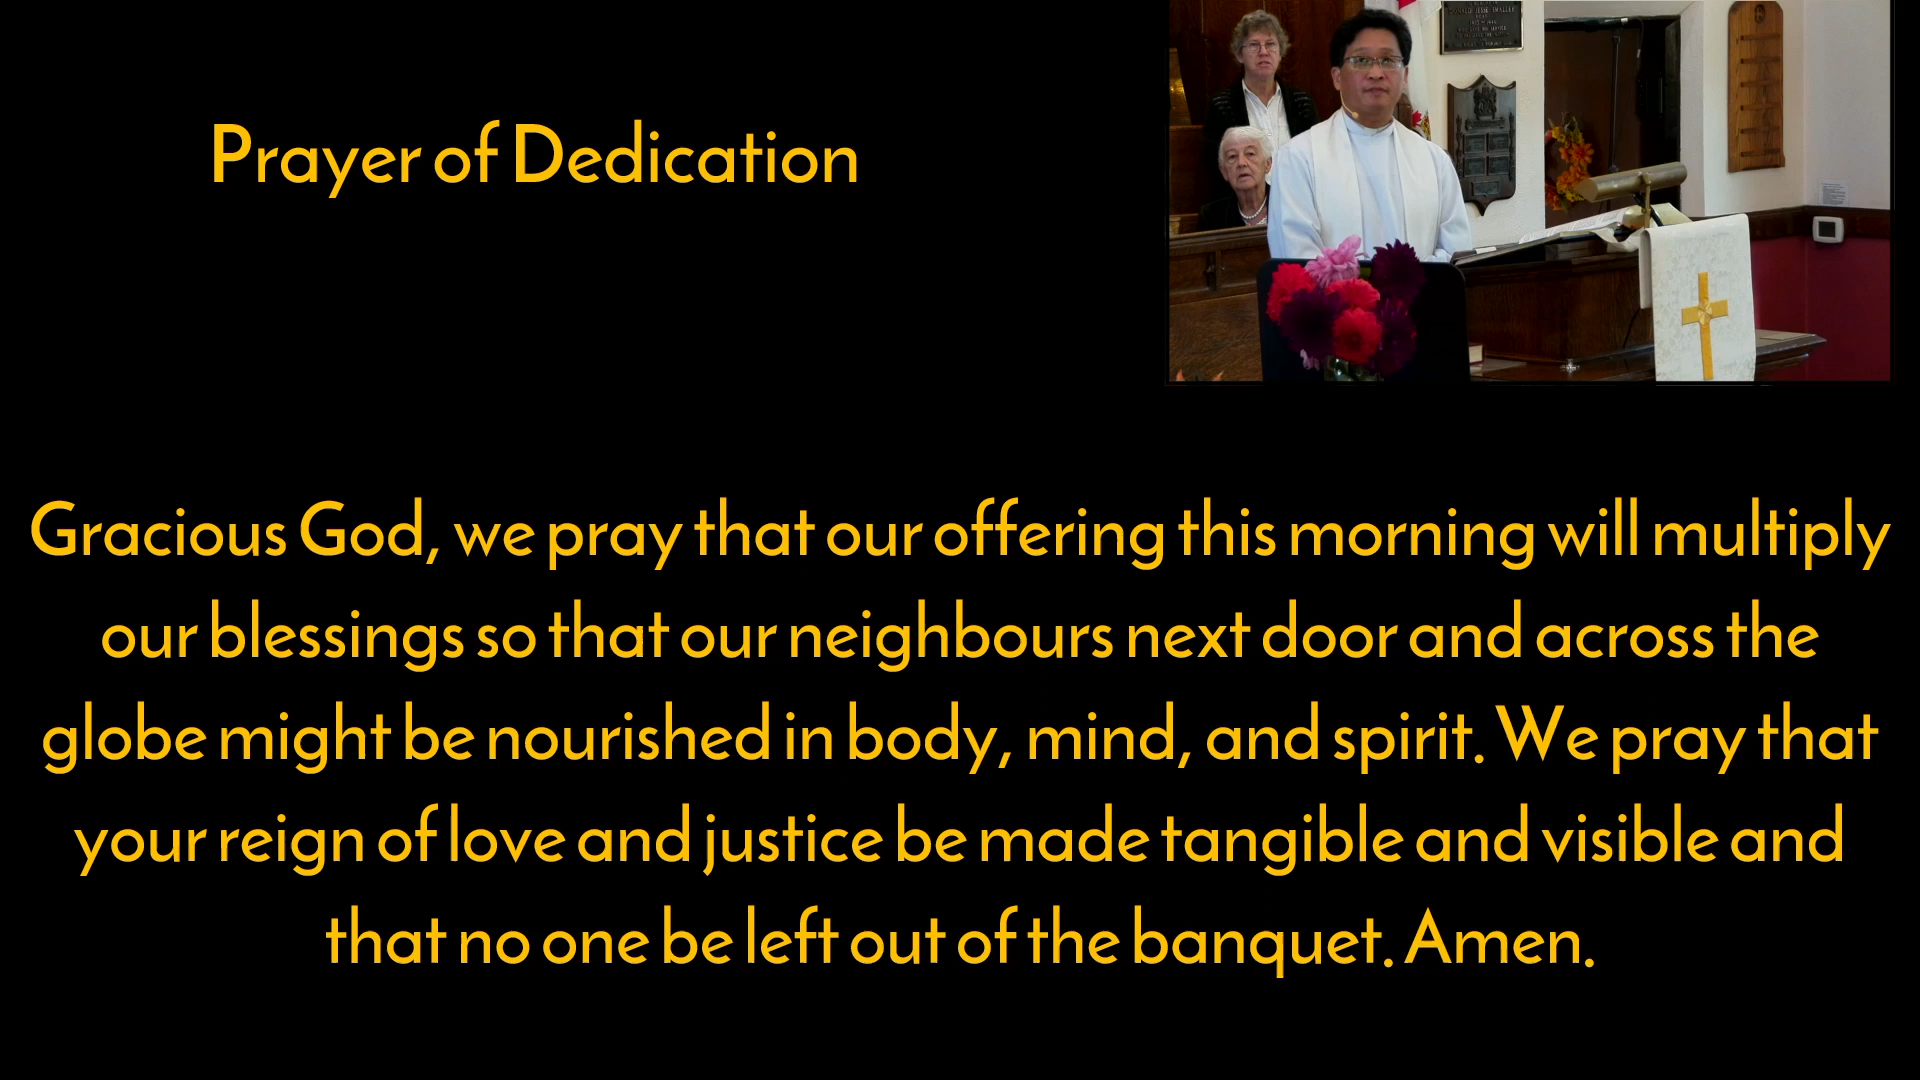 Prayer of Dedication
Gracious God, we pray that our offering this morning will multiply
our blessings so that our neighbours next door and across the
globe might be nourished in body, mind, and spirit. We pray that
your reign of love and justice be made tangible and visible and
that no one be left out of the banquet. Amen.